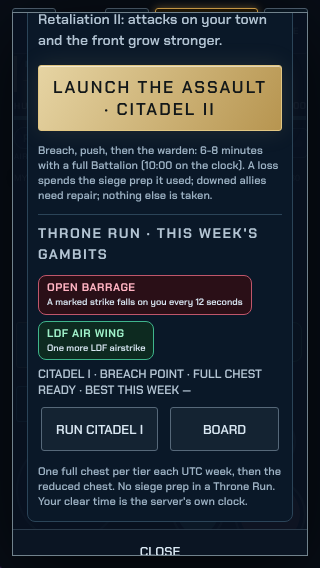 Retaliation II: attacks on your town
and the front grow stronger.
LAUNCH THE ASSAULT
· CITADEL II
Breach, push, then the warden: 6-8 minutes
with a full Battalion (10:00 on the clock). A loss
spends the siege prep it used; downed allies
need repair; nothing else is taken.
THRONE RUN · THIS WEEK'S
GAMBITS
OPEN BARRAGE
A marked strike falls on you every 12 seconds
LDF AIR WING
One more LDF airstrike
CITADEL I · BREACH POINT · FULL CHEST
READY · BEST THIS WEEK —
RUN CITADEL I
BOARD
One full chest per tier each UTC week, then the
reduced chest. No siege prep in a Throne Run.
Your clear time is the server's own clock.
CLOSE